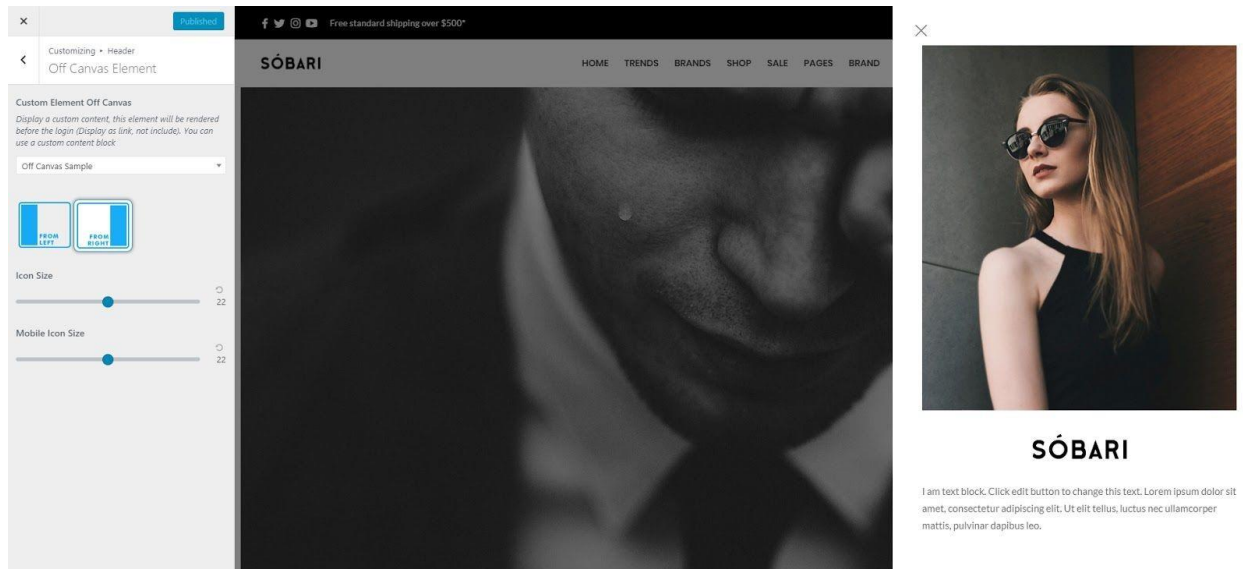 Published
Customizing • Header
Off Canvas Element
Custom Element Off Canvas
Display a custom content, this element will be rendered
before the login (Display as link, not include). You can
use a custom content block
Off Canvas Sample
FROM
LEFT
FROM
RIGHT
Icon Size
22
Mobile Icon Size
22
Free standard shipping over $500*
SÓBARI
HOME TRENDS BRANDS SHOP SALE PAGES BRAND
SÓBARI
I am text block. Click edit button to change this text. Lorem ipsum dolor sit
amet, consectetur adipiscing elit. Ut elit tellus, luctus nec ullamcorper
mattis, pulvinar dapibus leo.